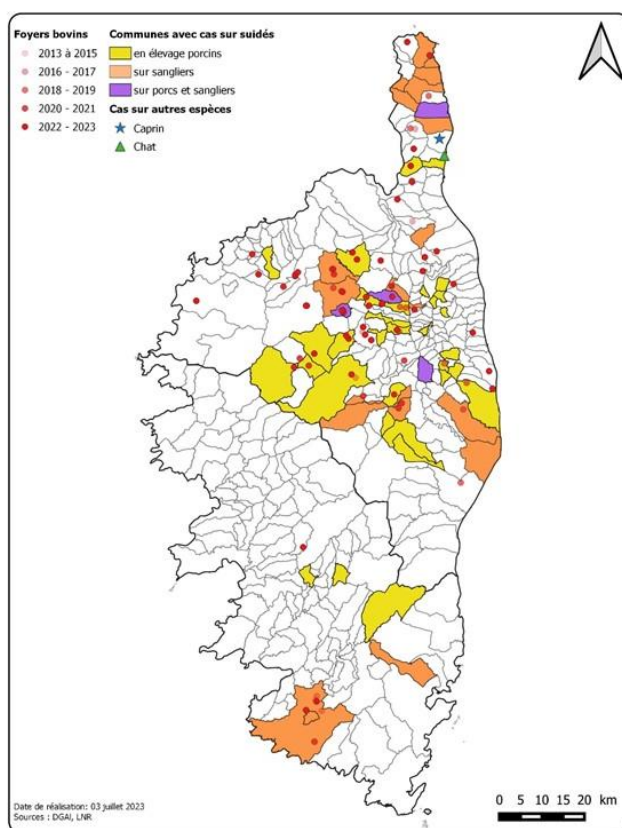 Foyers bovins
2013 à 2015
2016 - 2017
2018 - 2019
2020 - 2021
2022 - 2023
Communes avec cas sur suidés
en élevage porcins
sur sangliers
sur porcs et sangliers
Cas sur autres espèces
Caprin
Chat
Date de réalisation: 03 juillet 2023
Sources : DGAl, LNR
0 5 10 15 20 km